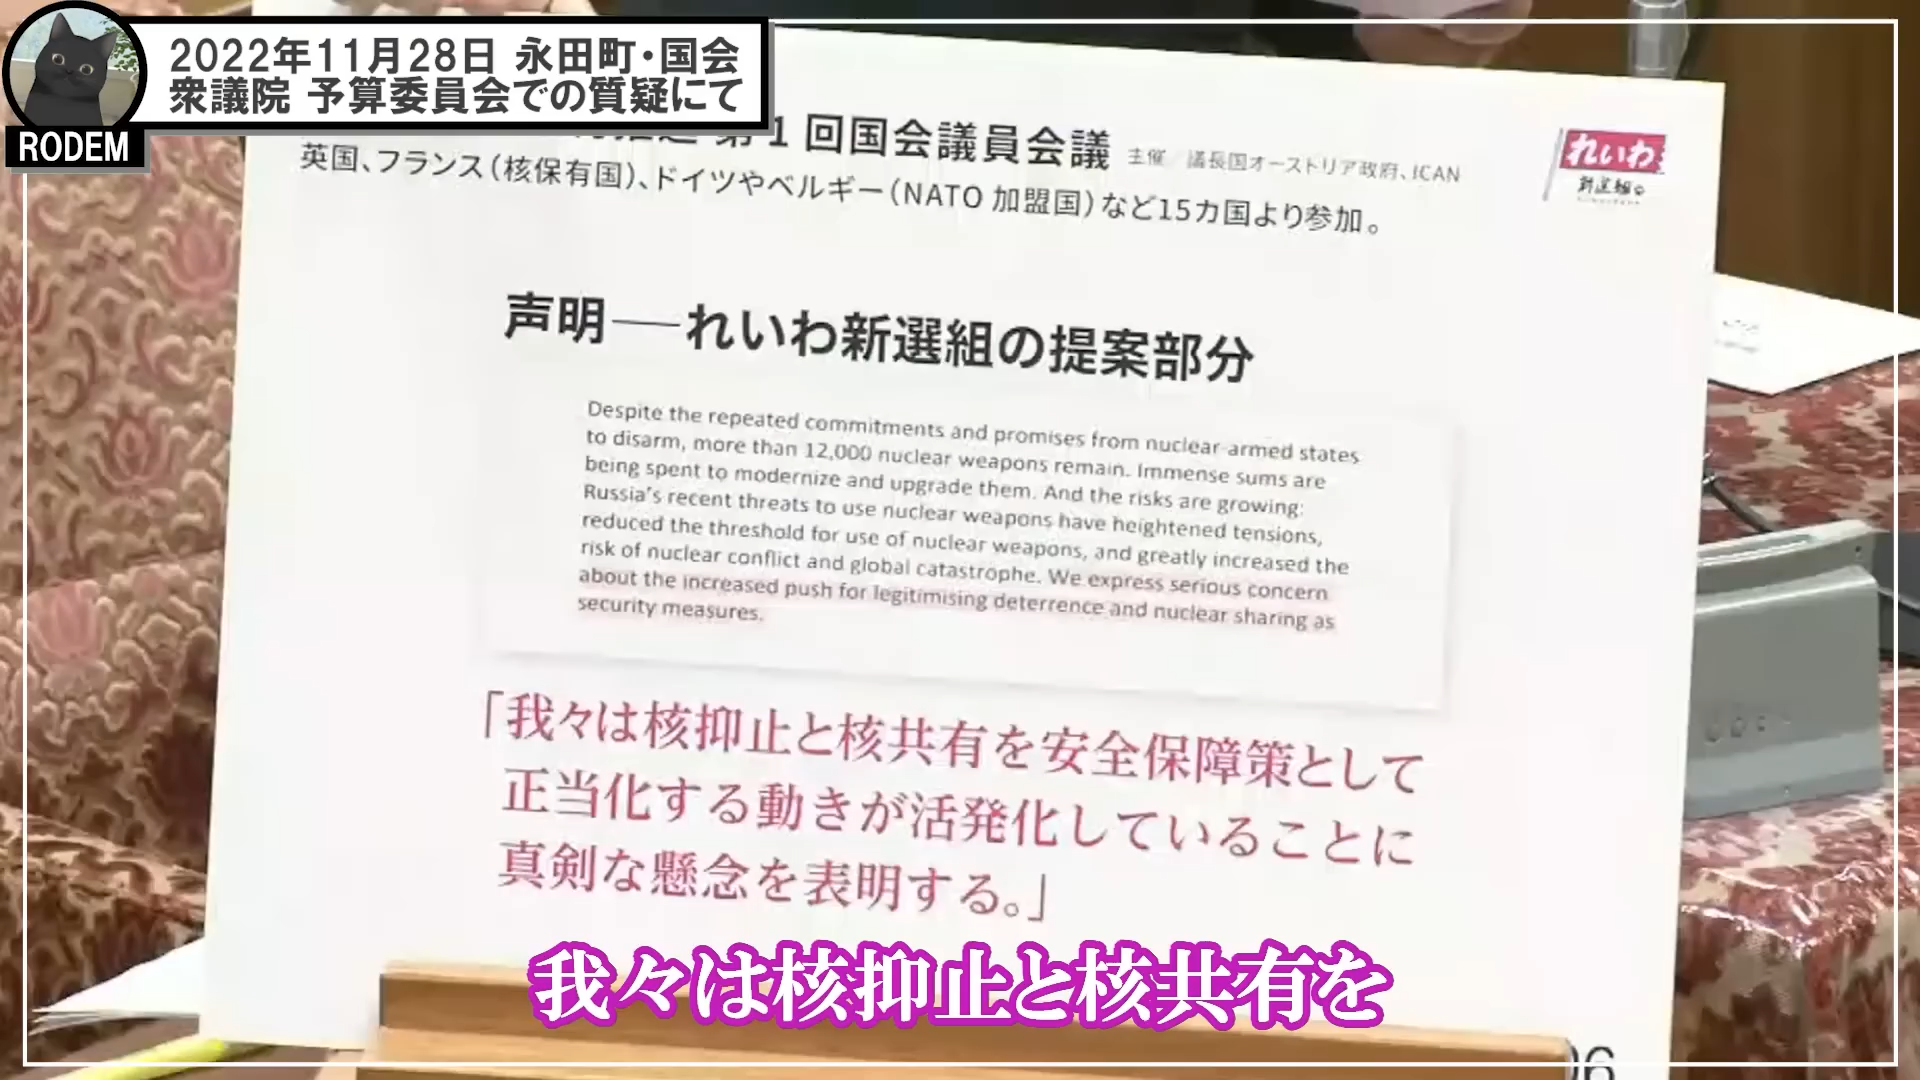 2022年11月28日 永田町・国会
衆議院 予算委員会での質疑にて
RODEM
第1回国会議員会議 主催/議長国オーストリア政府、ICAN
英国、フランス（核保有国）、ドイツやベルギー（NATO 加盟国）など15カ国より参加。
れいわ
新選組
声明──れいわ新選組の提案部分
Despite the repeated commitments and promises from nuclear-armed states
to disarm, more than 12,000 nuclear weapons remain. Immense sums are
being spent to modernize and upgrade them. And the risks are growing:
Russia's recent threats to use nuclear weapons have heightened tensions,
reduced the threshold for use of nuclear weapons, and greatly increased the
risk of nuclear conflict and global catastrophe. We express serious concern
about the increased push for legitimising deterrence and nuclear sharing as
security measures.
「我々は核抑止と核共有を安全保障策として
正当化する動きが活発化していることに
真剣な懸念を表明する。」
我々は核抑止と核共有を